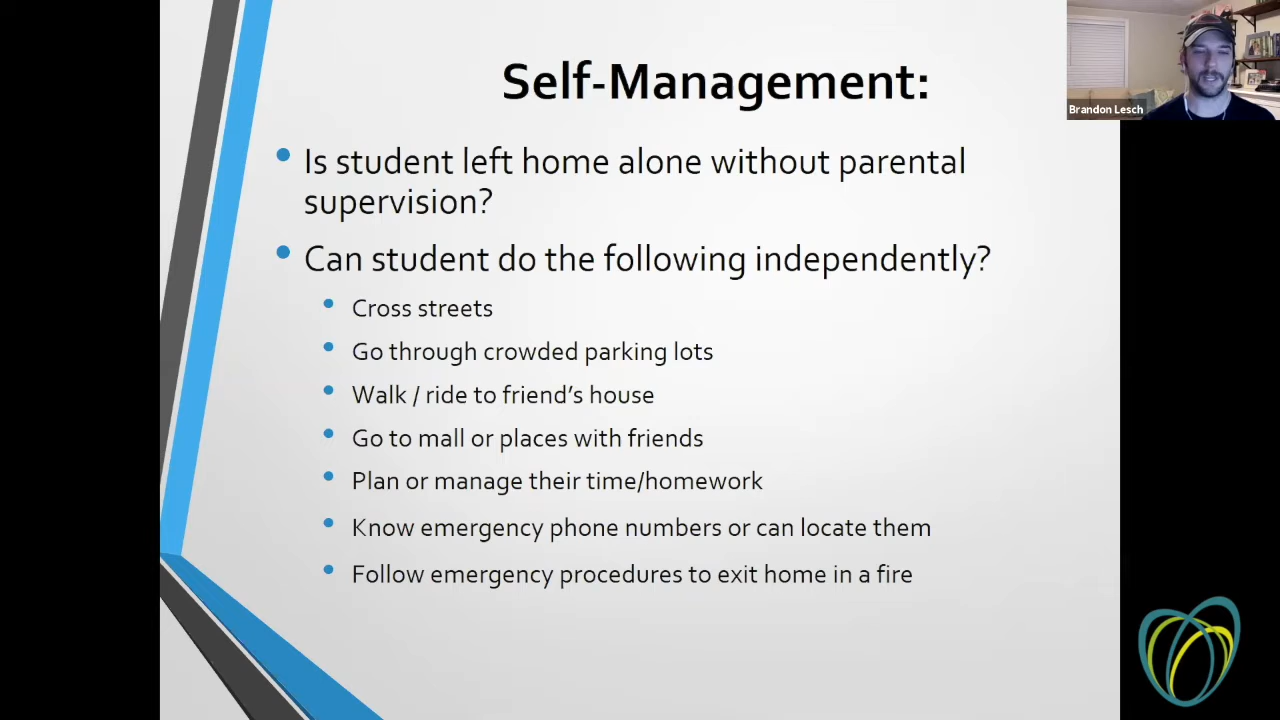 Self-Management:
Brandon Lesch
• Is student left home alone without parental
supervision?
• Can student do the following independently?
• Cross streets
• Go through crowded parking lots
• Walk / ride to friend’s house
• Go to mall or places with friends
• Plan or manage their time/homework
• Know emergency phone numbers or can locate them
• Follow emergency procedures to exit home in a fire